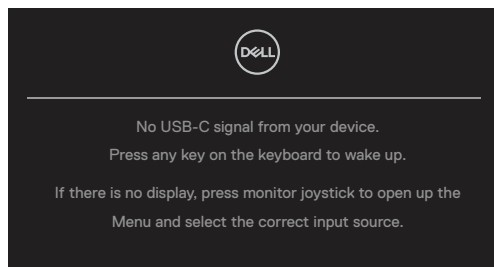 DELL
No USB-C signal from your device.
Press any key on the keyboard to wake up.
If there is no display, press monitor joystick to open up the
Menu and select the correct input source.